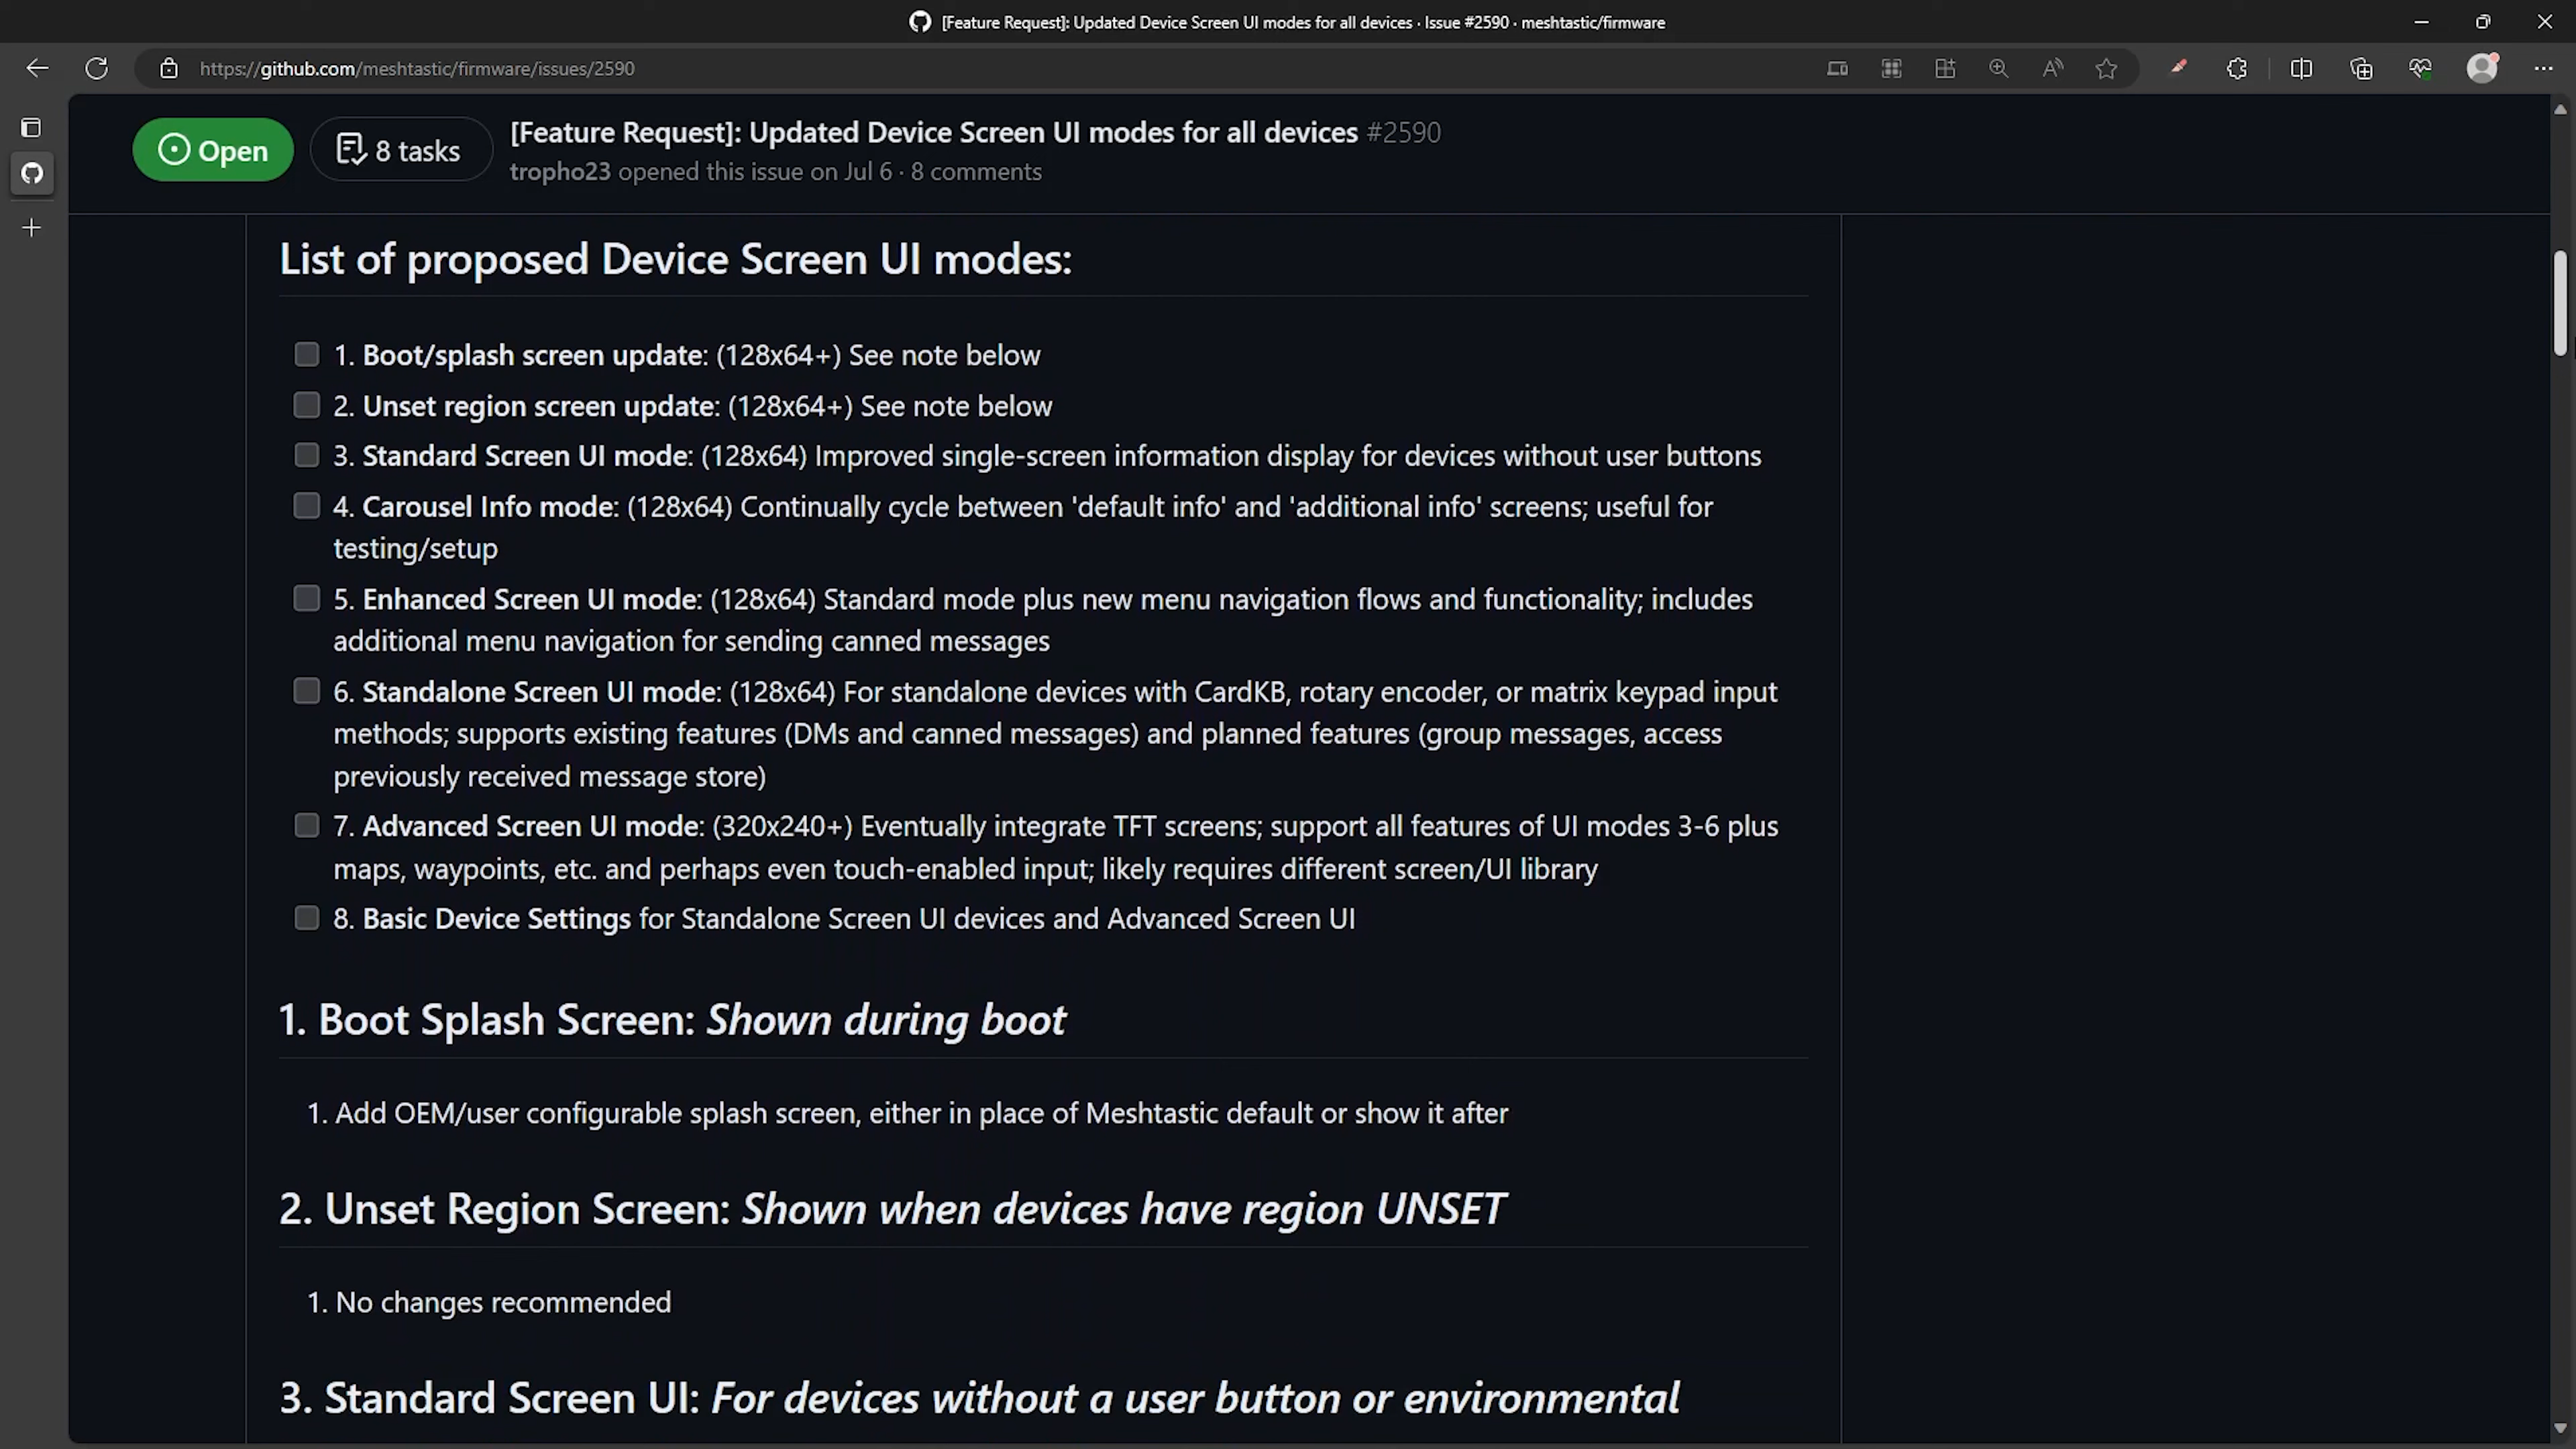 [Feature Request]: Updated Device Screen UI modes for all devices · Issue #2590 · meshtastic/firmware
https://github.com/meshtastic/firmware/issues/2590
Open
8 tasks
[Feature Request]: Updated Device Screen UI modes for all devices #2590
tropho23 opened this issue on Jul 6 · 8 comments
List of proposed Device Screen UI modes:
1. Boot/splash screen update: (128x64+) See note below
2. Unset region screen update: (128x64+) See note below
3. Standard Screen UI mode: (128x64) Improved single-screen information display for devices without user buttons
4. Carousel Info mode: (128x64) Continually cycle between 'default info' and 'additional info' screens; useful for
testing/setup
5. Enhanced Screen UI mode: (128x64) Standard mode plus new menu navigation flows and functionality; includes
additional menu navigation for sending canned messages
6. Standalone Screen UI mode: (128x64) For standalone devices with CardKB, rotary encoder, or matrix keypad input
methods; supports existing features (DMs and canned messages) and planned features (group messages, access
previously received message store)
7. Advanced Screen UI mode: (320x240+) Eventually integrate TFT screens; support all features of UI modes 3-6 plus
maps, waypoints, etc. and perhaps even touch-enabled input; likely requires different screen/UI library
8. Basic Device Settings for Standalone Screen UI devices and Advanced Screen UI
1. Boot Splash Screen: Shown during boot
1. Add OEM/user configurable splash screen, either in place of Meshtastic default or show it after
2. Unset Region Screen: Shown when devices have region UNSET
1. No changes recommended
3. Standard Screen UI: For devices without a user button or environmental